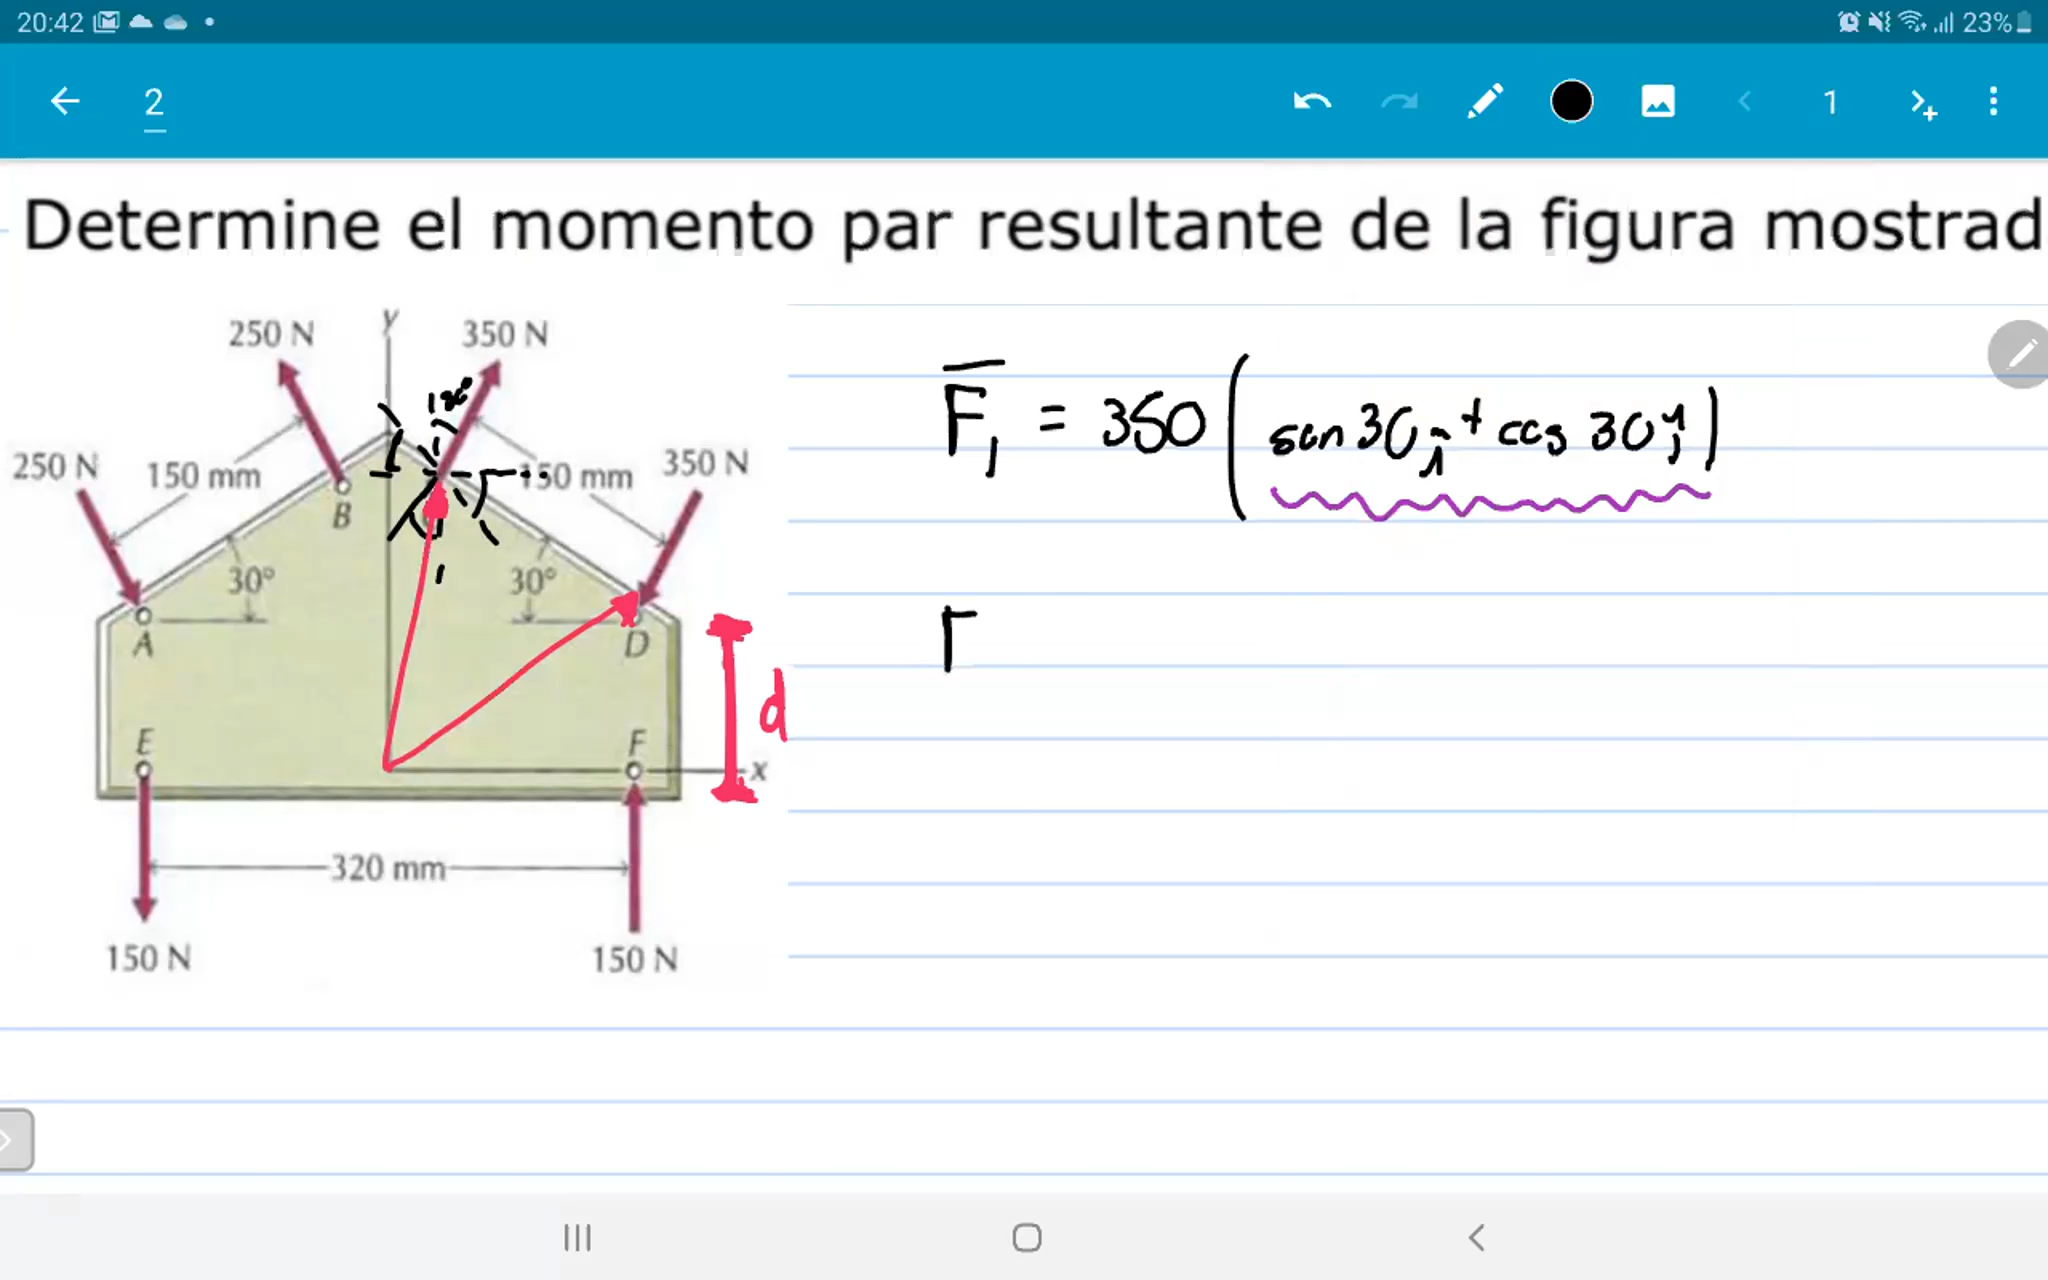 20:42 23%
2 1
Determine el momento par resultante de la figura mostrad
250 N y 350 N
250 N 150 mm 150 mm 350 N
B
30° 30°
A D
d
E F
x
320 mm
150 N 150 N
F₁ = 350 ( sen 30 i + cos 30 j )